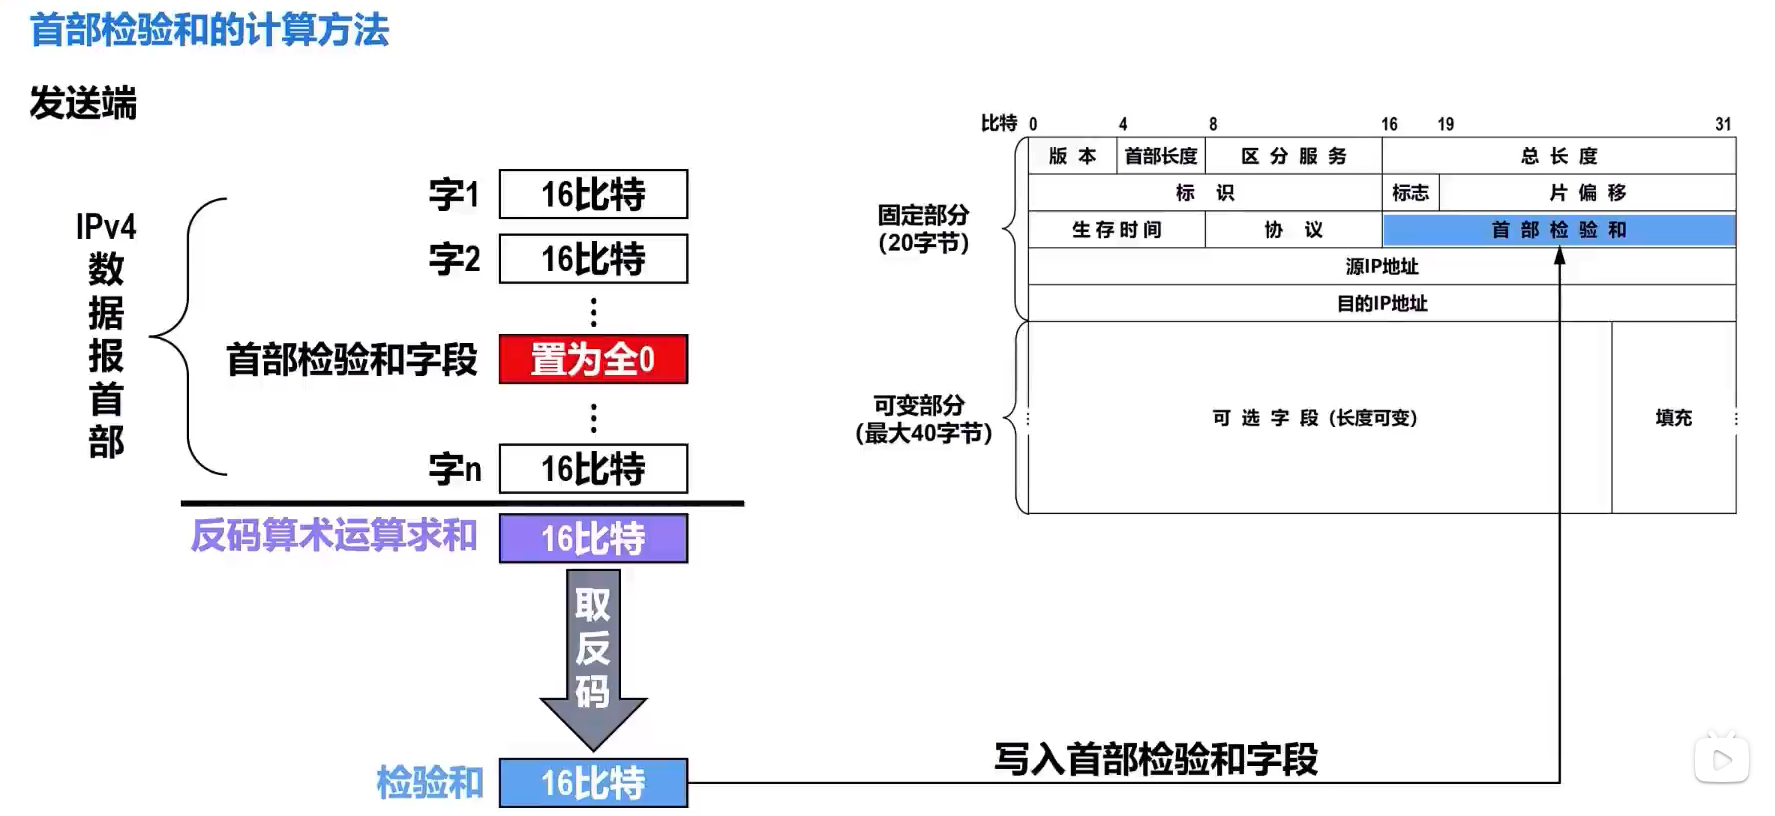 首部检验和的计算方法
发送端
IPv4
数
据
报
首
部
字1 16比特
字2 16比特
首部检验和字段 置为全0
字n 16比特
反码算术运算求和 16比特
取
反
码
检验和 16比特
写入首部检验和字段
比特 0 4 8 16 19 31
版本 首部长度 区分服务 总长度
标识 标志 片偏移
生存时间 协议 首部检验和
源IP地址
目的IP地址
固定部分
(20字节)
可变部分
(最大40字节)
可选字段 (长度可变) 填充